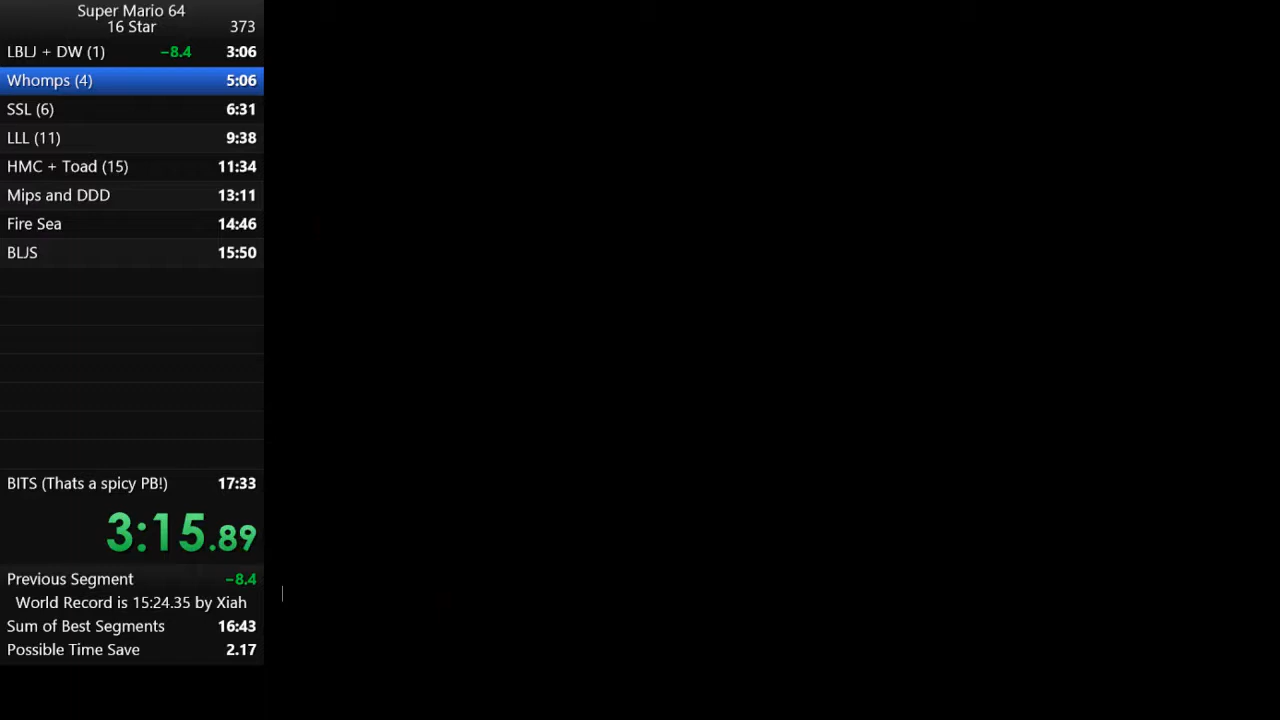 Super Mario 64
16 Star 373
LBLJ + DW (1) −8.4 3:06
Whomps (4) 5:06
SSL (6) 6:31
LLL (11) 9:38
HMC + Toad (15) 11:34
Mips and DDD 13:11
Fire Sea 14:46
BLJS 15:50
BITS (Thats a spicy PB!) 17:33
3:15.89
Previous Segment −8.4
World Record is 15:24.35 by Xiah
Sum of Best Segments 16:43
Possible Time Save 2.17